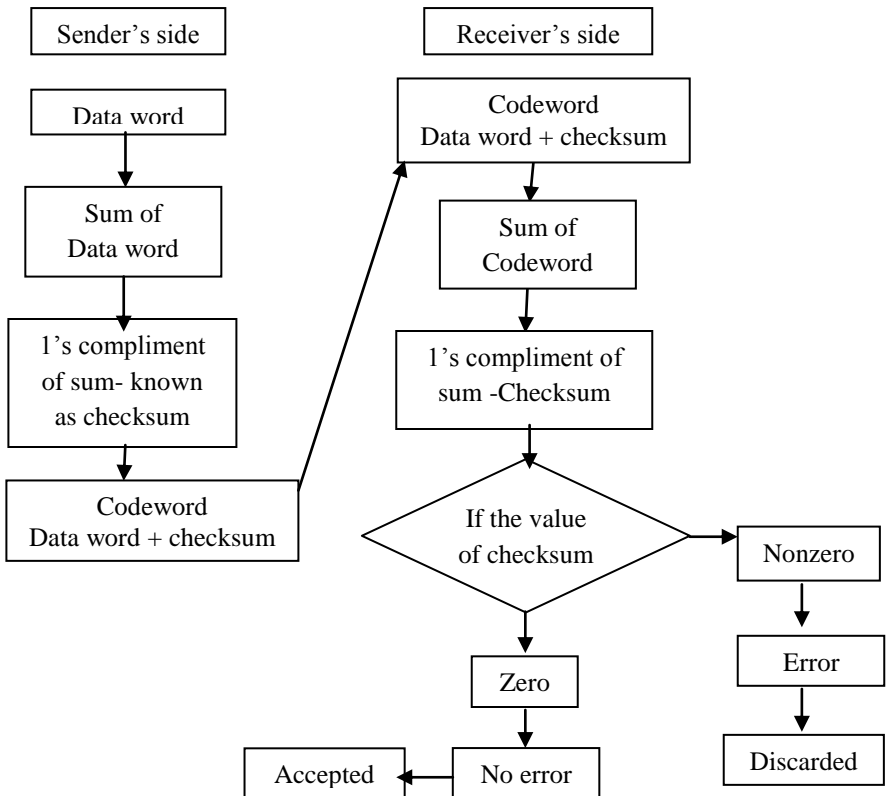 Sender’s side
Data word
Sum of
Data word
1’s compliment
of sum- known
as checksum
Codeword
Data word + checksum
Receiver’s side
Codeword
Data word + checksum
Sum of
Codeword
1’s compliment of
sum -Checksum
If the value
of checksum
Nonzero
Error
Discarded
Zero
No error
Accepted